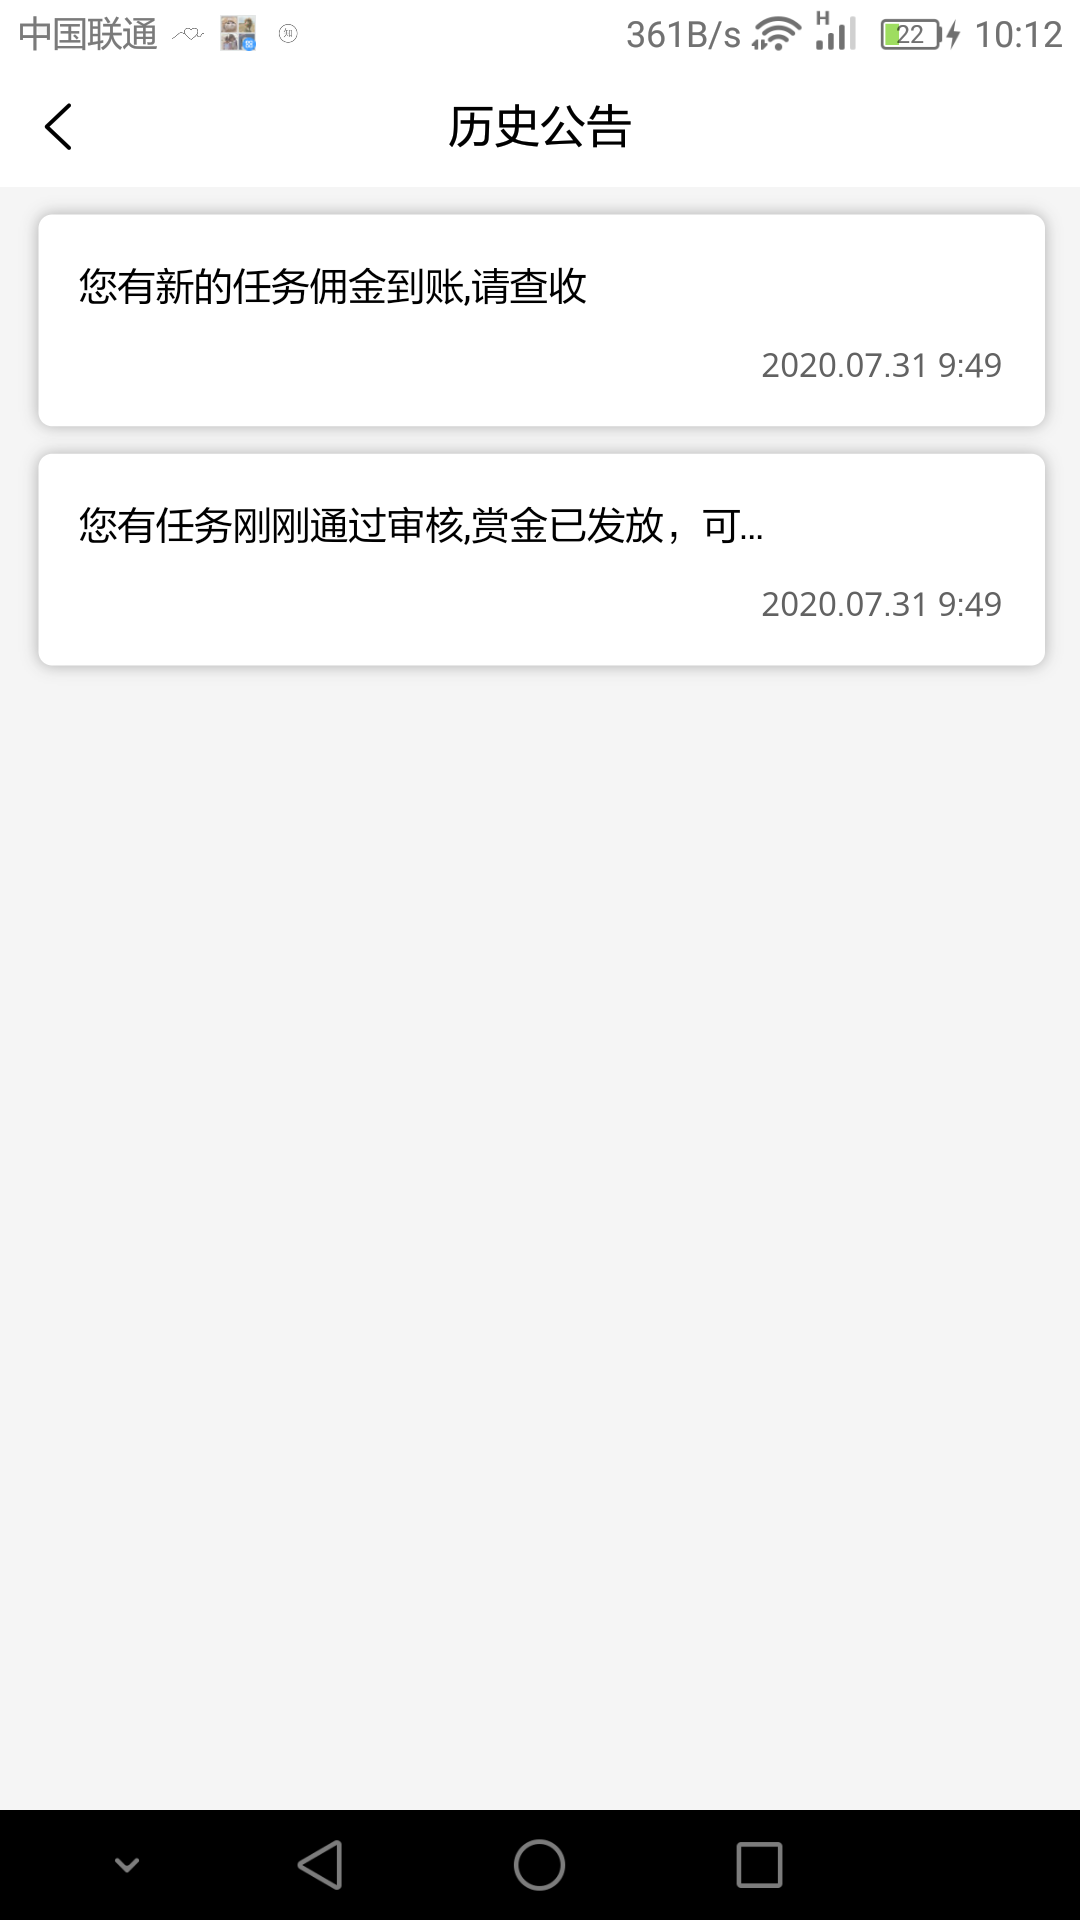 中国联通 知 361B/s H 22 10:12
历史公告
您有新的任务佣金到账,请查收
2020.07.31 9:49
您有任务刚刚通过审核,赏金已发放，可...
2020.07.31 9:49